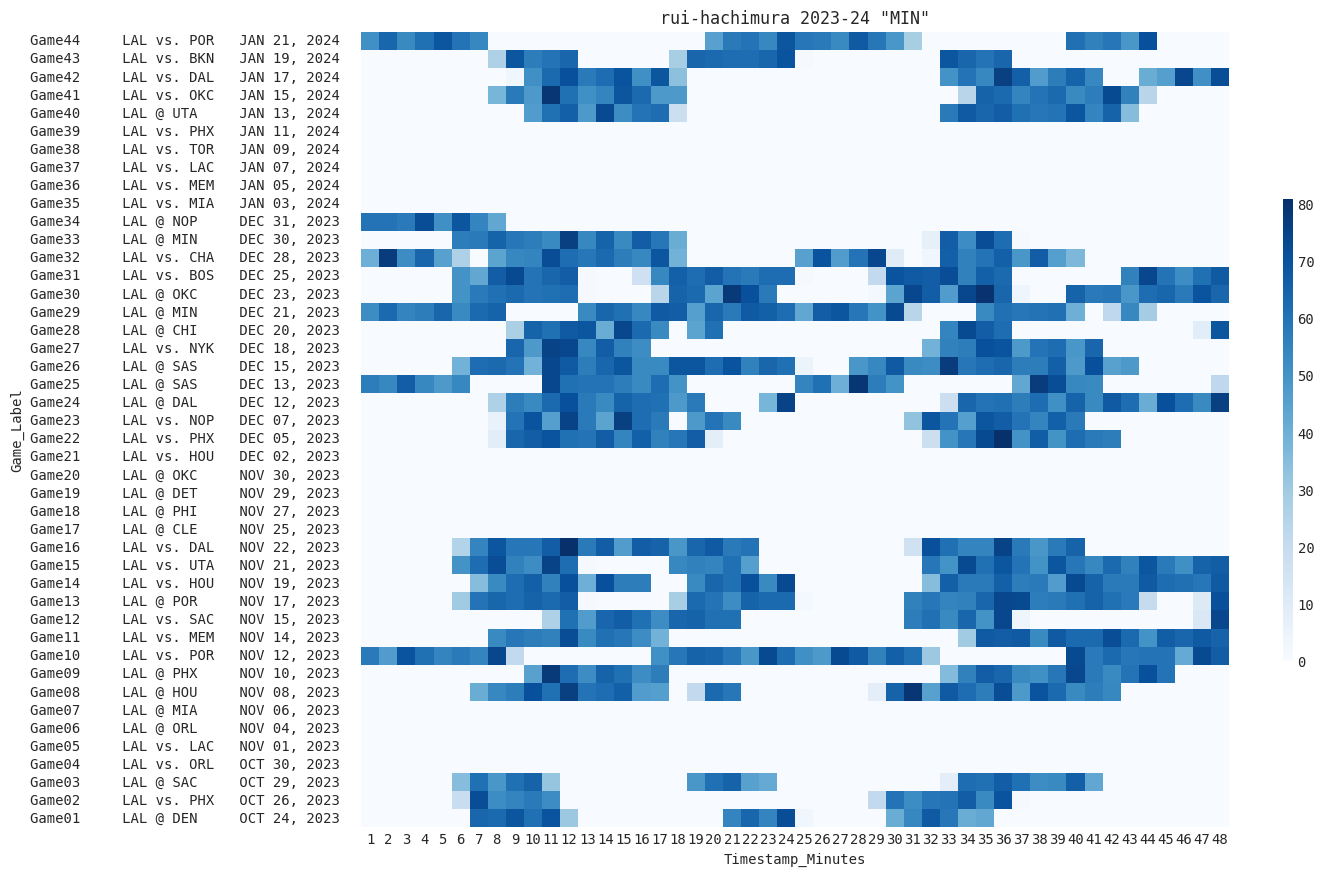 rui-hachimura 2023-24 "MIN"
Game44 LAL vs. POR JAN 21, 2024
Game43 LAL vs. BKN JAN 19, 2024
Game42 LAL vs. DAL JAN 17, 2024
Game41 LAL vs. OKC JAN 15, 2024
Game40 LAL @ UTA JAN 13, 2024
Game39 LAL vs. PHX JAN 11, 2024
Game38 LAL vs. TOR JAN 09, 2024
Game37 LAL vs. LAC JAN 07, 2024
Game36 LAL vs. MEM JAN 05, 2024
Game35 LAL vs. MIA JAN 03, 2024
Game34 LAL @ NOP DEC 31, 2023
Game33 LAL @ MIN DEC 30, 2023
Game32 LAL vs. CHA DEC 28, 2023
Game31 LAL vs. BOS DEC 25, 2023
Game30 LAL @ OKC DEC 23, 2023
Game29 LAL @ MIN DEC 21, 2023
Game28 LAL @ CHI DEC 20, 2023
Game27 LAL vs. NYK DEC 18, 2023
Game26 LAL @ SAS DEC 15, 2023
Game25 LAL @ SAS DEC 13, 2023
Game24 LAL @ DAL DEC 12, 2023
Game23 LAL vs. NOP DEC 07, 2023
Game22 LAL vs. PHX DEC 05, 2023
Game21 LAL vs. HOU DEC 02, 2023
Game20 LAL @ OKC NOV 30, 2023
Game19 LAL @ DET NOV 29, 2023
Game18 LAL @ PHI NOV 27, 2023
Game17 LAL @ CLE NOV 25, 2023
Game16 LAL vs. DAL NOV 22, 2023
Game15 LAL vs. UTA NOV 21, 2023
Game14 LAL vs. HOU NOV 19, 2023
Game13 LAL @ POR NOV 17, 2023
Game12 LAL vs. SAC NOV 15, 2023
Game11 LAL vs. MEM NOV 14, 2023
Game10 LAL vs. POR NOV 12, 2023
Game09 LAL @ PHX NOV 10, 2023
Game08 LAL @ HOU NOV 08, 2023
Game07 LAL @ MIA NOV 06, 2023
Game06 LAL @ ORL NOV 04, 2023
Game05 LAL vs. LAC NOV 01, 2023
Game04 LAL vs. ORL OCT 30, 2023
Game03 LAL @ SAC OCT 29, 2023
Game02 LAL vs. PHX OCT 26, 2023
Game01 LAL @ DEN OCT 24, 2023
Game_Label
1 2 3 4 5 6 7 8 9 10 11 12 13 14 15 16 17 18 19 20 21 22 23 24 25 26 27 28 29 30 31 32 33 34 35 36 37 38 39 40 41 42 43 44 45 46 47 48
Timestamp_Minutes
80
70
60
50
40
30
20
10
0